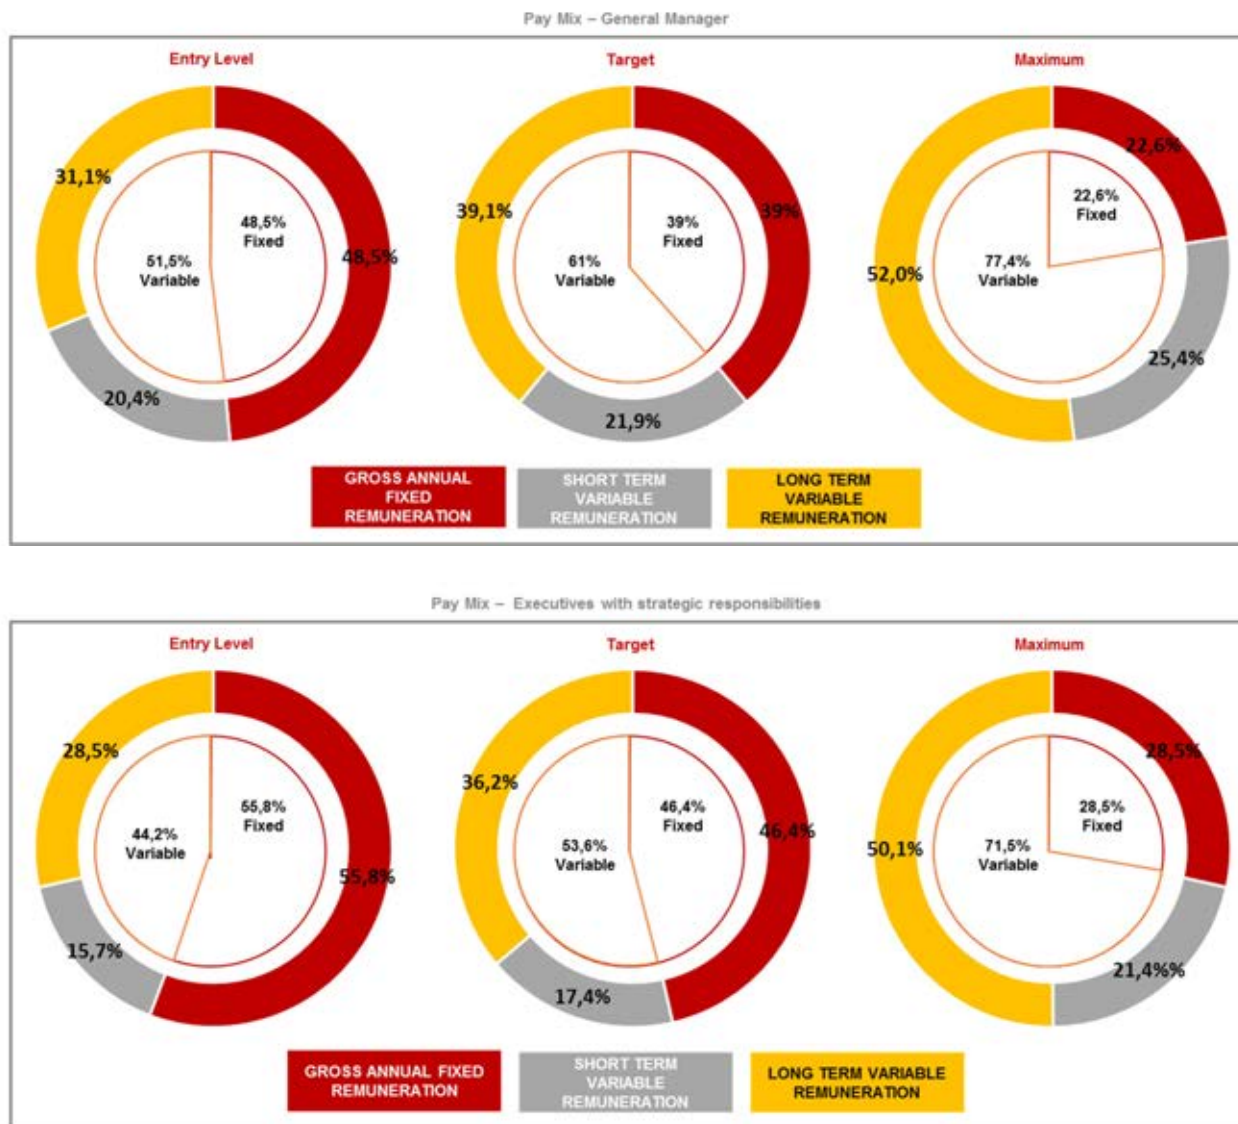 Pay Mix – General Manager
Entry Level
Target
Maximum
31,1%
48,5%
Fixed
51,5%
Variable
48,5%
20,4%
39,1%
39%
Fixed
61%
Variable
39%
21,9%
22,6%
22,6%
Fixed
77,4%
Variable
52,0%
25,4%
GROSS ANNUAL
FIXED
REMUNERATION
SHORT TERM
VARIABLE
REMUNERATION
LONG TERM
VARIABLE
REMUNERATION
Pay Mix – Executives with strategic responsibilities
Entry Level
Target
Maximum
28,5%
55,8%
Fixed
44,2%
Variable
55,8%
15,7%
36,2%
46,4%
Fixed
53,6%
Variable
46,4%
17,4%
28,5%
28,5%
Fixed
71,5%
Variable
50,1%
21,4%%
GROSS ANNUAL FIXED
REMUNERATION
SHORT TERM
VARIABLE
REMUNERATION
LONG TERM VARIABLE
REMUNERATION